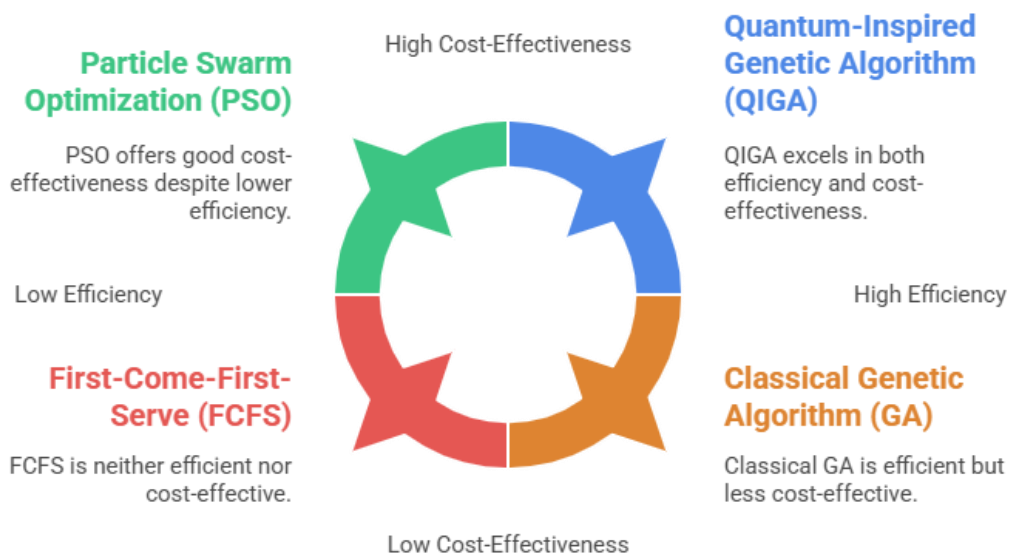 High Cost-Effectiveness
Particle Swarm
Optimization (PSO)
PSO offers good cost-
effectiveness despite lower
efficiency.
Quantum-Inspired
Genetic Algorithm
(QIGA)
QIGA excels in both
efficiency and cost-
effectiveness.
Low Efficiency
High Efficiency
First-Come-First-
Serve (FCFS)
FCFS is neither efficient nor
cost-effective.
Classical Genetic
Algorithm (GA)
Classical GA is efficient but
less cost-effective.
Low Cost-Effectiveness